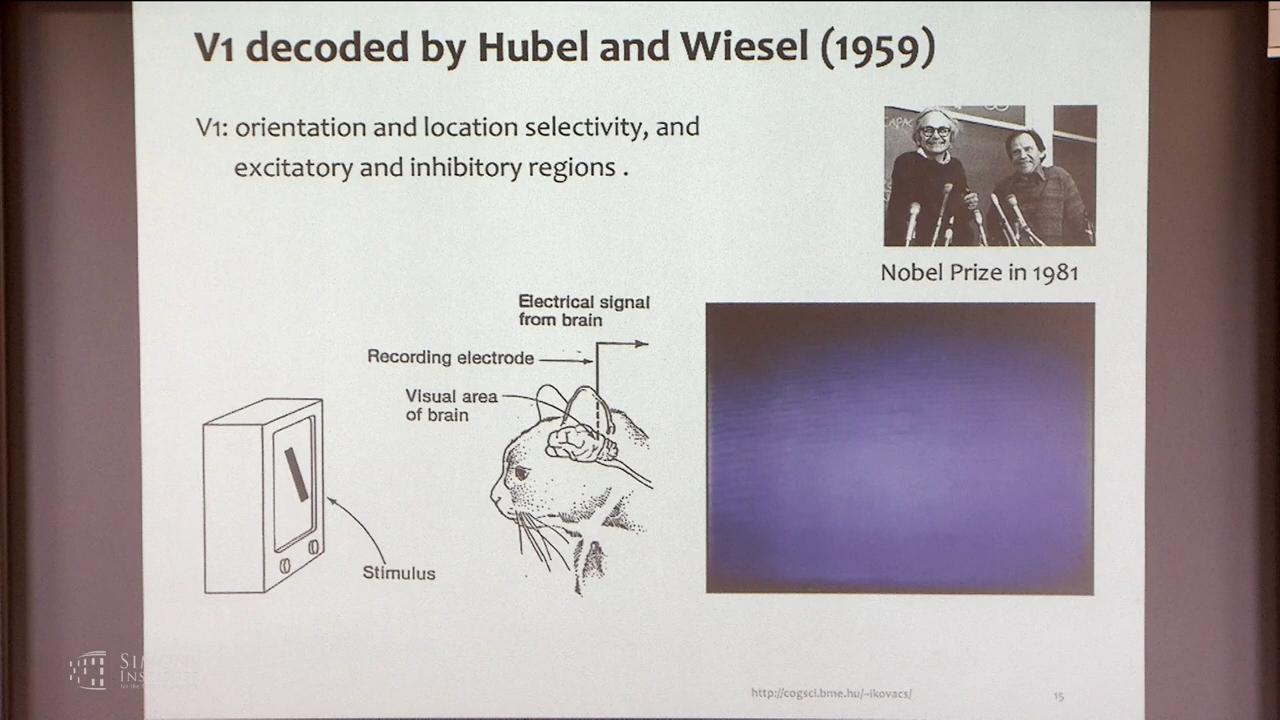 V1 decoded by Hubel and Wiesel (1959)
V1: orientation and location selectivity, and
excitatory and inhibitory regions .
CAPAC
Nobel Prize in 1981
Electrical signal
from brain
Recording electrode
Visual area
of brain
Stimulus
http://cogsci.bme.hu/~ikovacs/
15